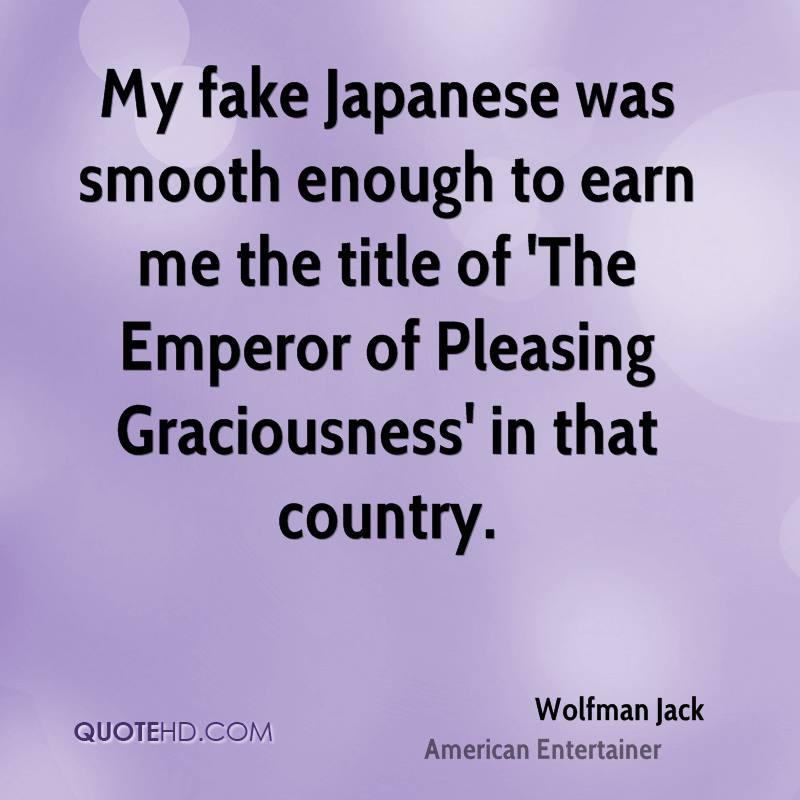 My fake Japanese was
smooth enough to earn
me the title of 'The
Emperor of Pleasing
Graciousness' in that
country.
Wolfman Jack
QUOTEHD.COM
American Entertainer